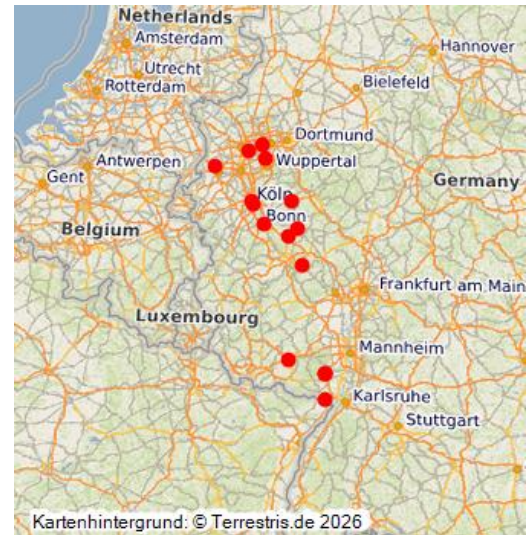 Netherlands
Amsterdam
Hannover
Utrecht
Bielefeld
Rotterdam
Dortmund
Antwerpen
Wuppertal
Gent
Köln
Germany
Bonn
Belgium
Frankfurt am Main
Luxembourg
Mannheim
Karlsruhe
Stuttgart
Kartenhintergrund: © Terrestris.de 2026